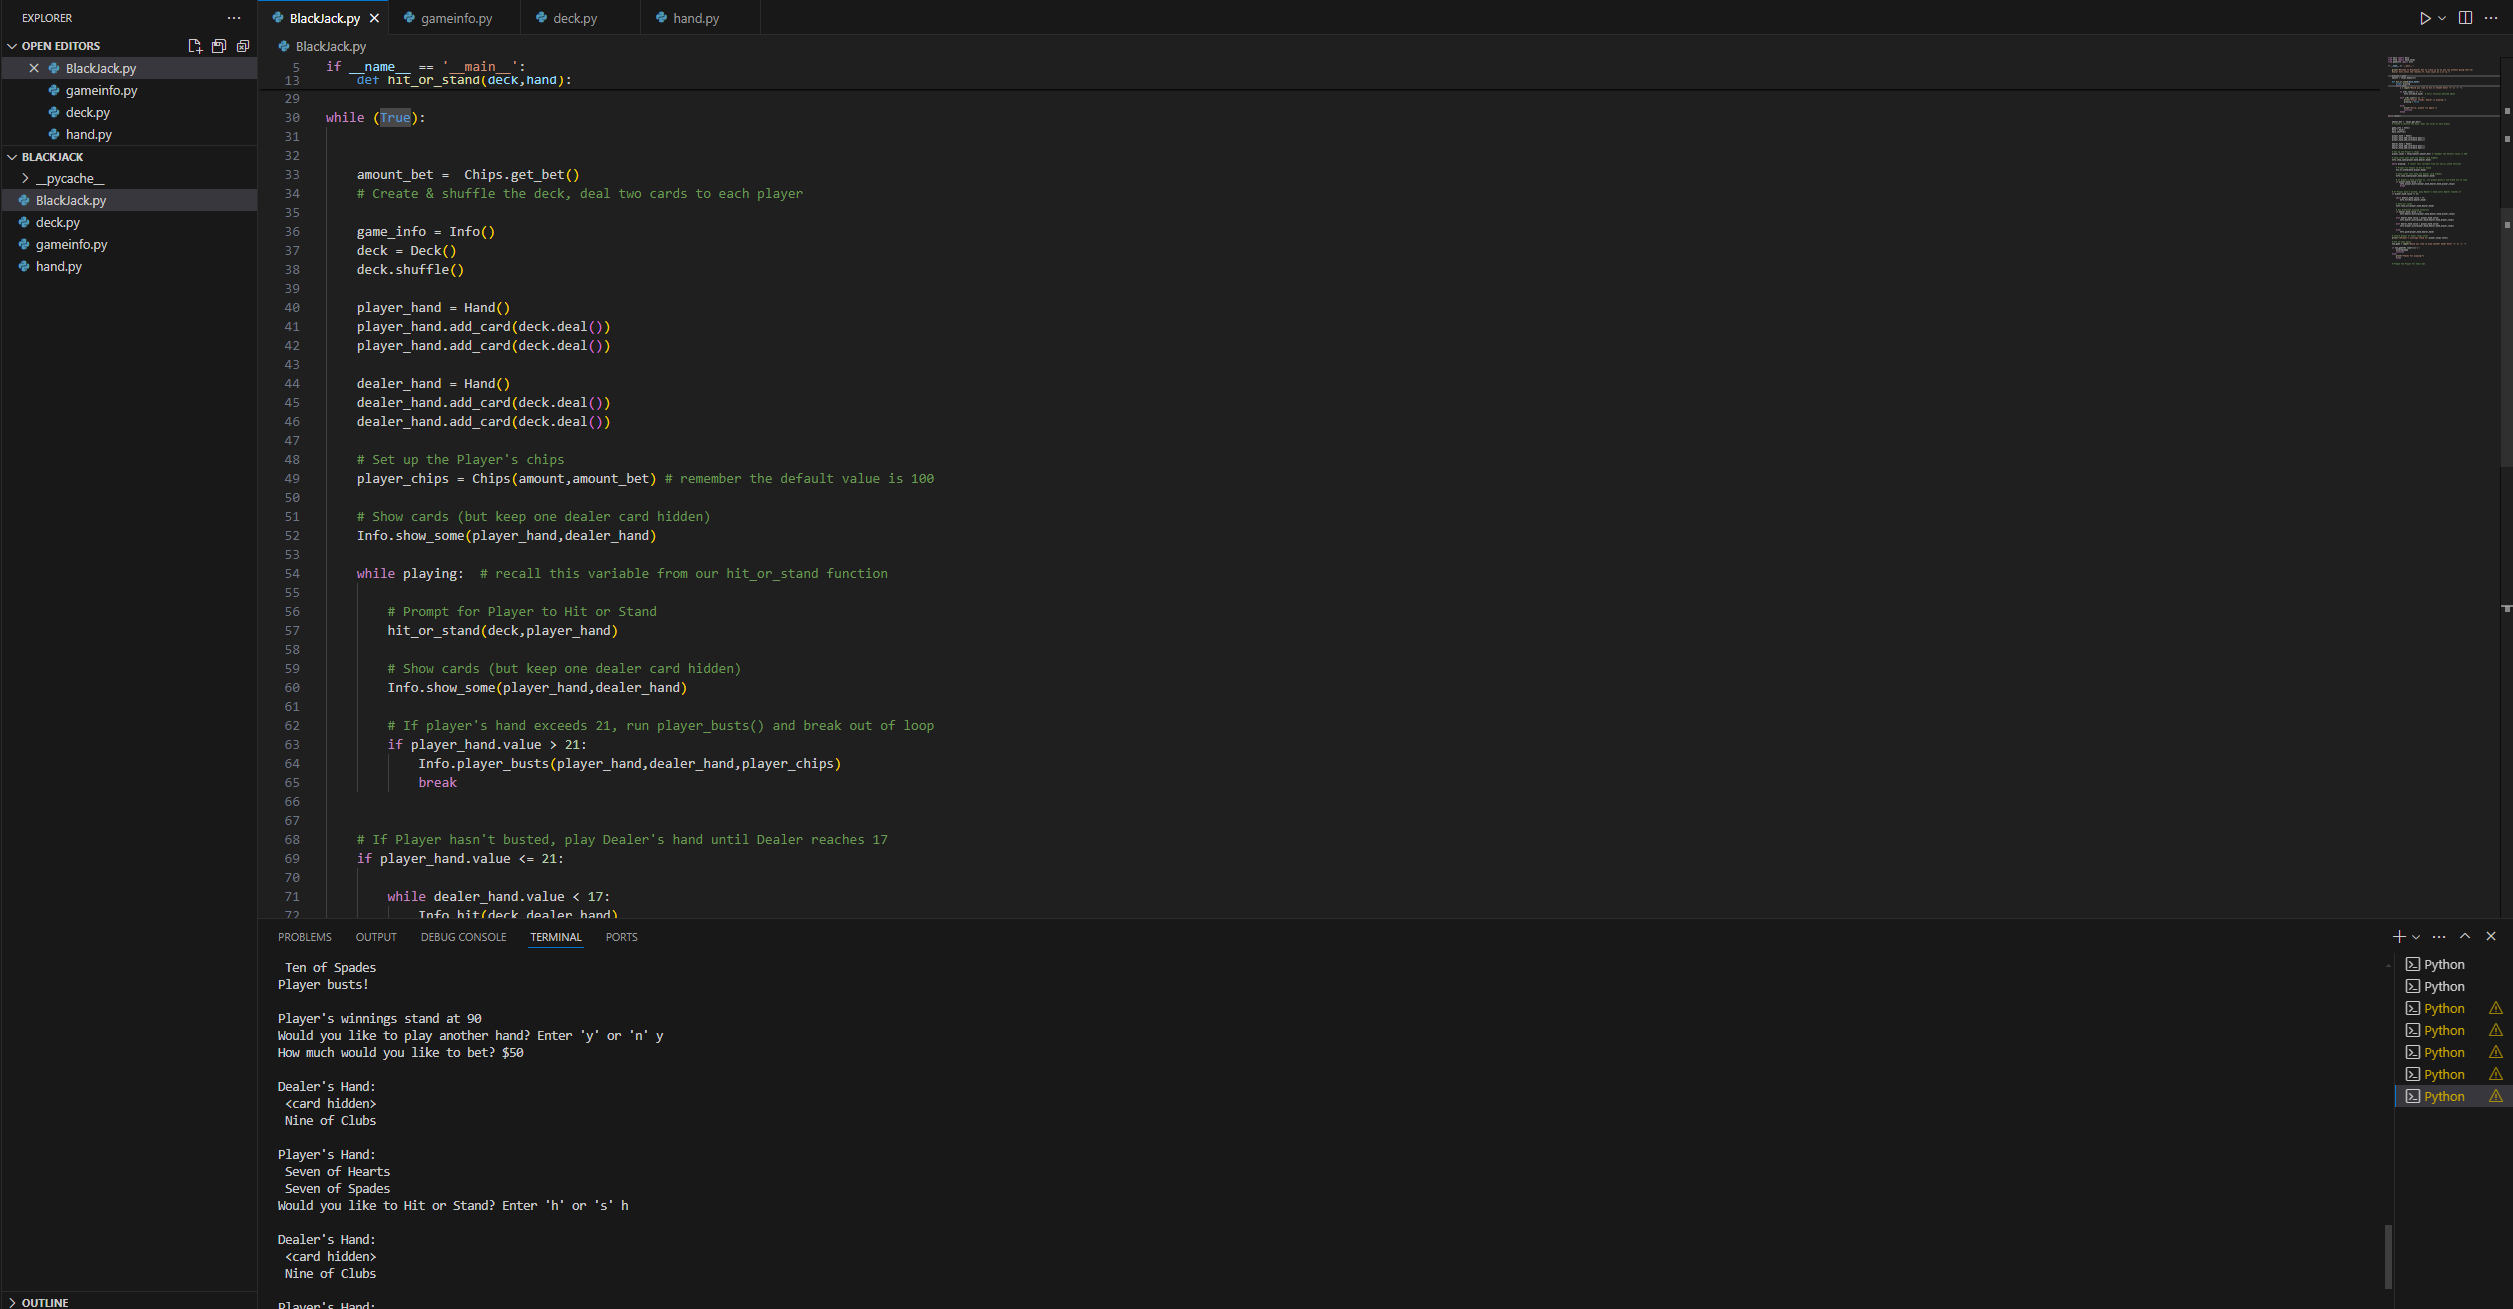 EXPLORER
OPEN EDITORS
BlackJack.py
gameinfo.py
deck.py
hand.py
BLACKJACK
__pycache__
BlackJack.py
deck.py
gameinfo.py
hand.py
OUTLINE
BlackJack.py
gameinfo.py
deck.py
hand.py
BlackJack.py
5 if __name__ == '__main__':
13 def hit_or_stand(deck,hand):
29
30 while (True):
31
32
33 amount_bet =  Chips.get_bet()
34 # Create & shuffle the deck, deal two cards to each player
35
36 game_info = Info()
37 deck = Deck()
38 deck.shuffle()
39
40 player_hand = Hand()
41 player_hand.add_card(deck.deal())
42 player_hand.add_card(deck.deal())
43
44 dealer_hand = Hand()
45 dealer_hand.add_card(deck.deal())
46 dealer_hand.add_card(deck.deal())
47
48 # Set up the Player's chips
49 player_chips = Chips(amount,amount_bet) # remember the default value is 100
50
51 # Show cards (but keep one dealer card hidden)
52 Info.show_some(player_hand,dealer_hand)
53
54 while playing:  # recall this variable from our hit_or_stand function
55
56 # Prompt for Player to Hit or Stand
57 hit_or_stand(deck,player_hand)
58
59 # Show cards (but keep one dealer card hidden)
60 Info.show_some(player_hand,dealer_hand)
61
62 # If player's hand exceeds 21, run player_busts() and break out of loop
63 if player_hand.value > 21:
64 Info.player_busts(player_hand,dealer_hand,player_chips)
65 break
66
67
68 # If Player hasn't busted, play Dealer's hand until Dealer reaches 17
69 if player_hand.value <= 21:
70
71 while dealer_hand.value < 17:
72 Info.hit(deck,dealer_hand)
PROBLEMS OUTPUT DEBUG CONSOLE TERMINAL PORTS
Ten of Spades
Player busts!
Player's winnings stand at 90
Would you like to play another hand? Enter 'y' or 'n' y
How much would you like to bet? $50
Dealer's Hand:
<card hidden>
Nine of Clubs
Player's Hand:
Seven of Hearts
Seven of Spades
Would you like to Hit or Stand? Enter 'h' or 's' h
Dealer's Hand:
<card hidden>
Nine of Clubs
Player's Hand:
Python
Python
Python
Python
Python
Python
Python